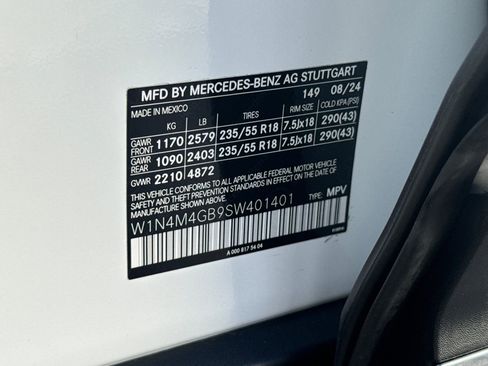 MFD BY MERCEDES-BENZ AG STUTTGART
MADE IN MEXICO 149 08/24
KG LB TIRES RIM SIZE COLD KPA(PSI)
GAWR FRONT 1170 2579 235/55 R18 7.5Jx18 290(43)
GAWR REAR 1090 2403 235/55 R18 7.5Jx18 290(43)
GVWR 2210 4872
THIS VEHICLE CONFORMS TO ALL APPLICABLE FEDERAL MOTOR VEHICLE
SAFETY AND THEFT PREVENTION STANDARDS IN EFFECT ON THE DATE
OF MANUFACTURE SHOWN ABOVE.
W1N4M4GB9SW401401 TYPE: MPV
A 000 817 54 04